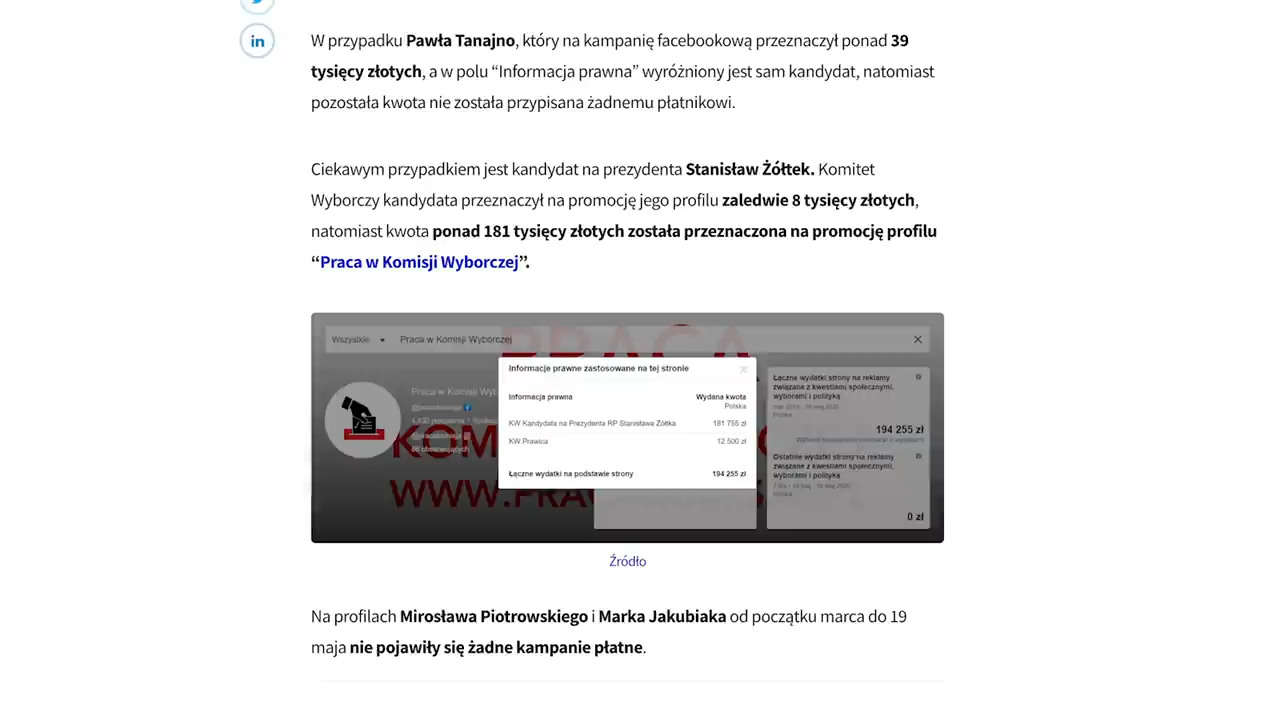 in
W przypadku Pawła Tanajno, który na kampanię facebookową przeznaczył ponad 39
tysięcy złotych, a w polu “Informacja prawna” wyróżniony jest sam kandydat, natomiast
pozostała kwota nie została przypisana żadnemu płatnikowi.
Ciekawym przypadkiem jest kandydat na prezydenta Stanisław Żółtek. Komitet
Wyborczy kandydata przeznaczył na promocję jego profilu zaledwie 8 tysięcy złotych,
natomiast kwota ponad 181 tysięcy złotych została przeznaczona na promocję profilu
“Praca w Komisji Wyborczej”.
Wszystkie Praca w Komisji Wyborczej
PRACA
Informacje prawne zastosowane na tej stronie
Informacja prawna Wydana kwota
Polska
KW Kandydata na Prezydenta RP Stanisława Żółtka 181 755 zł
KW Prawica 12 500 zł
Łączne wydatki na podstawie strony 194 255 zł
Praca w Komisji Wyb
Łączne wydatki strony na reklamy
związane z kwestiami społecznymi,
wyborami i polityką
Polska
194 255 zł
Ostatnie wydatki strony na reklamy
związane z kwestiami społecznymi,
wyborami i polityką
0 zł
WWW.PRA
Źródło
Na profilach Mirosława Piotrowskiego i Marka Jakubiaka od początku marca do 19
maja nie pojawiły się żadne kampanie płatne.